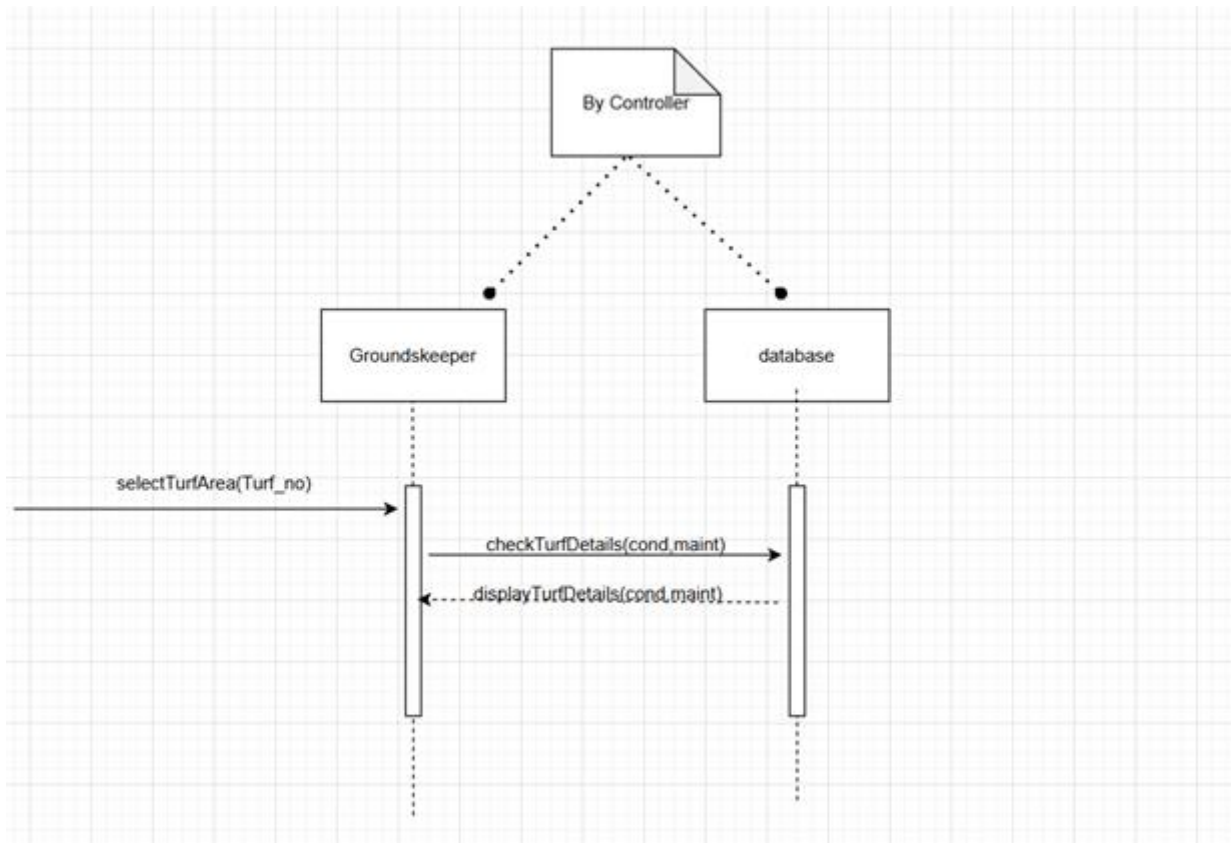 By Controller
Groundskeeper
database
selectTurfArea(Turf_no)
checkTurfDetails(cond,maint)
displayTurfDetails(cond,maint)